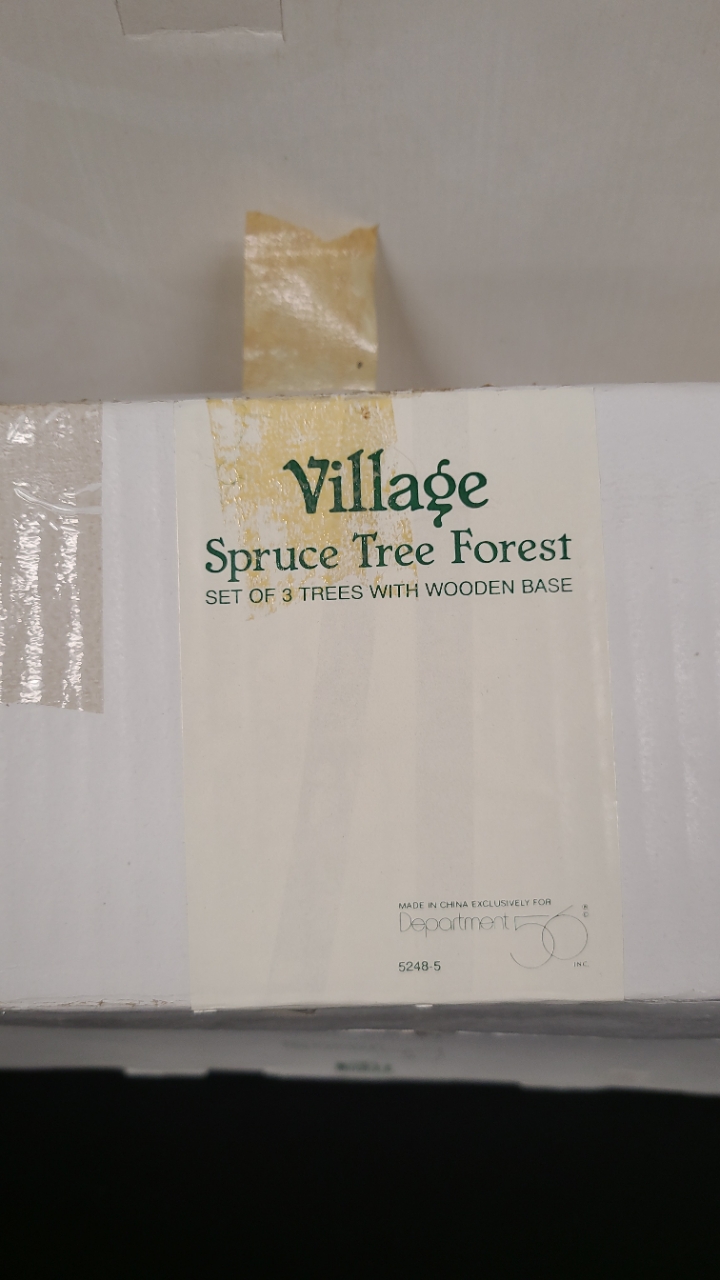 Village
Spruce Tree Forest
SET OF 3 TREES WITH WOODEN BASE
MADE IN CHINA EXCLUSIVELY FOR
Department 56 ®
INC.
5248-5